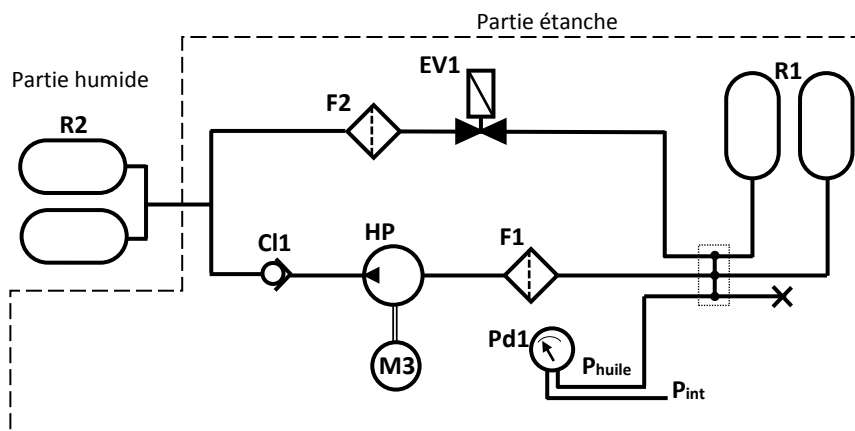 Partie étanche
Partie humide
EV1
R1
F2
R2
Cl1
HP
F1
Pd1
M3
Phuile
Pint